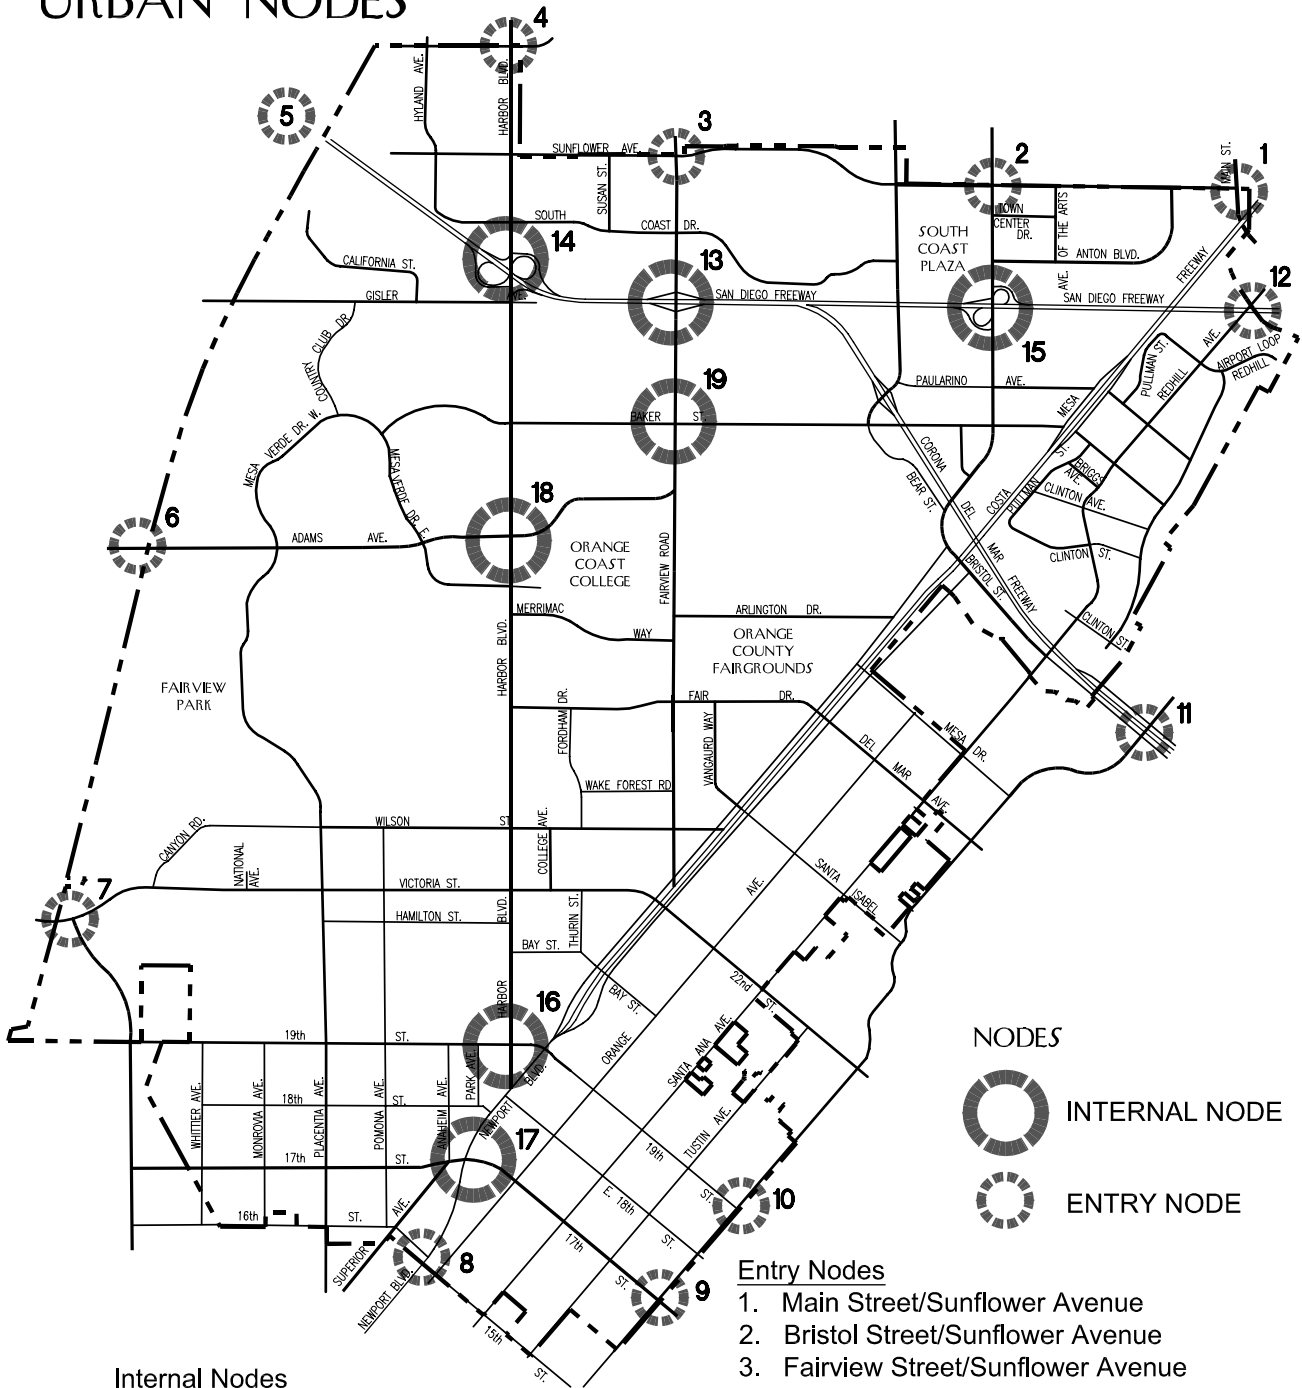 URBAN NODES
4
5
3
2
1
14
13
12
15
19
18
6
11
7
16
17
10
8
9
HYLAND AVE.
HARBOR BLVD.
SUNFLOWER AVE.
SUSAN ST.
SOUTH COAST DR.
MAIN ST.
TOWN CENTER DR.
AVE. OF THE ARTS
ANTON BLVD.
SOUTH
COAST
PLAZA
FREEWAY
CALIFORNIA ST.
GISLER AVE.
SAN DIEGO FREEWAY
SAN DIEGO FREEWAY
COUNTRY CLUB DR.
PULLMAN ST.
REDHILL AVE.
AIRPORT LOOP
REDHILL
PAULARINO AVE.
BAKER ST.
MESA
MESA VERDE DR. W.
MESA VERDE DR. E.
CORONA DEL MAR FREEWAY
BEAR ST.
COSTA
PULLMAN ST.
BRIGGS AVE.
CLINTON AVE.
CLINTON ST.
CLINTON ST.
BRISTOL ST.
ADAMS AVE.
ORANGE
COAST
COLLEGE
FAIRVIEW ROAD
MERRIMAC WAY
ARLINGTON DR.
ORANGE
COUNTY
FAIRGROUNDS
HARBOR BLVD.
FAIRVIEW
PARK
FORDHAM DR.
FAIR DR.
VANGAURD WAY
DEL MAR AVE.
MESA DR.
WAKE FOREST RD
WILSON ST.
COLLEGE AVE.
CANYON RD.
NATIONAL AVE.
VICTORIA ST.
HAMILTON ST.
HARBOR BLVD.
THURIN ST.
BAY ST.
BAY ST.
SANTA ISABEL
ORANGE AVE.
22nd ST.
SANTA ANA AVE.
TUSTIN AVE.
19th ST.
WHITTIER AVE.
MONROVIA AVE.
PLACENTIA AVE.
POMONA AVE.
ANAHEIM AVE.
PARK AVE.
18th ST.
NEWPORT BLVD.
17th ST.
16th ST.
19th ST.
E. 18th ST.
17th ST.
SUPERIOR AVE.
NEWPORT BLVD.
15th ST.
NODES
INTERNAL NODE
ENTRY NODE
Entry Nodes
1. Main Street/Sunflower Avenue
2. Bristol Street/Sunflower Avenue
3. Fairview Street/Sunflower Avenue
Internal Nodes